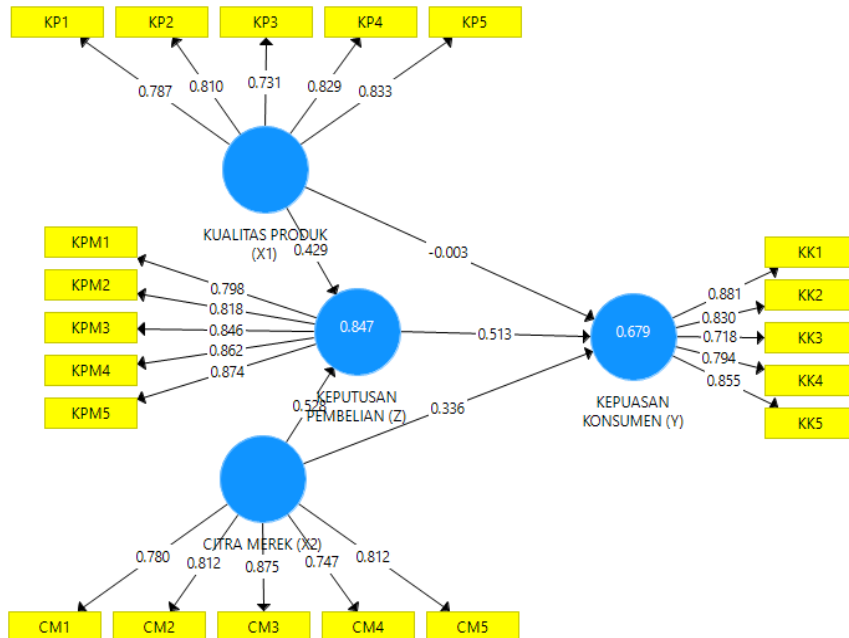 KP1 KP2 KP3 KP4 KP5
0.787 0.810 0.731 0.829 0.833
KUALITAS PRODUK
(X1)
0.429
-0.003
KPM1
KPM2
KPM3
KPM4
KPM5
0.798
0.818
0.846
0.862
0.874
0.847
KEPUTUSAN
PEMBELIAN (Z)
0.513
0.528
0.336
0.679
KEPUASAN
KONSUMEN (Y)
0.881
0.830
0.718
0.794
0.855
KK1
KK2
KK3
KK4
KK5
CITRA MEREK (X2)
0.780 0.812 0.875 0.747 0.812
CM1 CM2 CM3 CM4 CM5